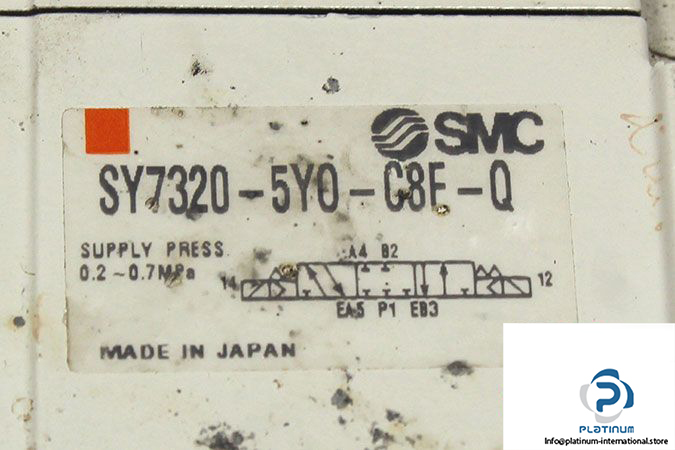 SMC
SY7320-5YO-C8F-Q
SUPPLY PRESS.
0.2~0.7MPa
A4 B2
14 12
EA5 P1 EB3
MADE IN JAPAN
PLATINUM
info@platinum-international.store